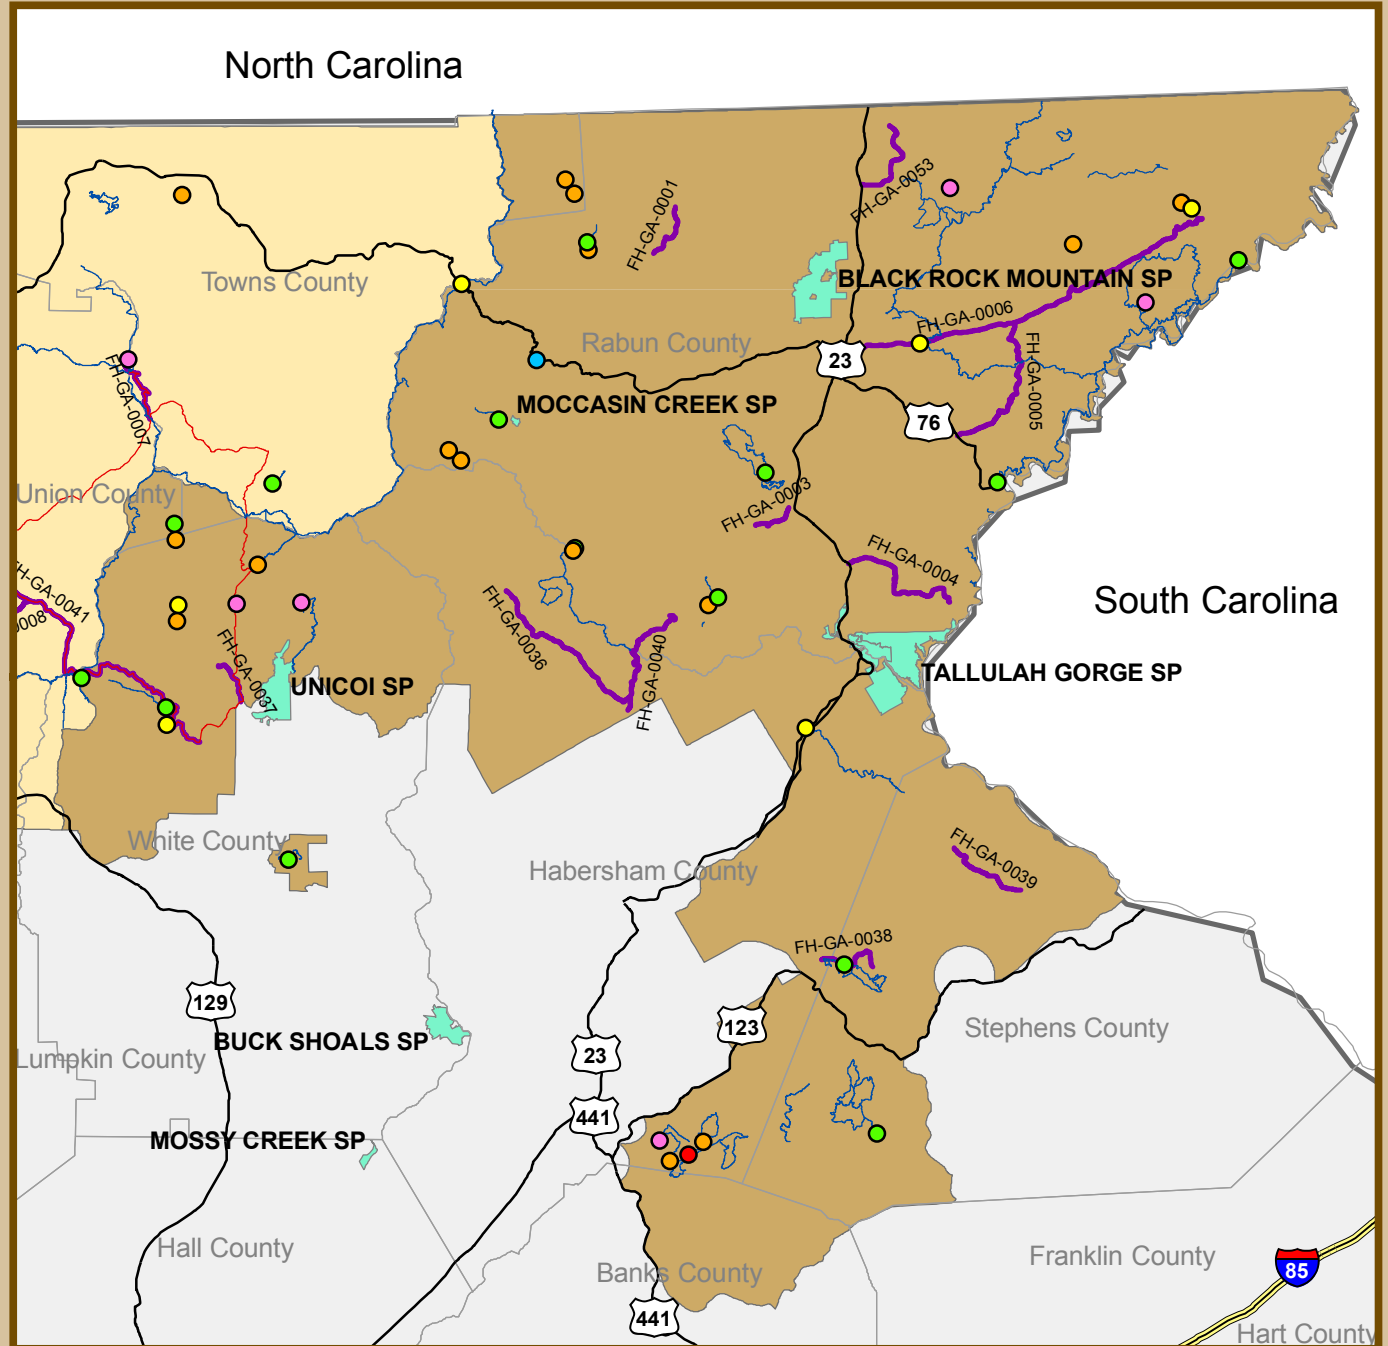 North Carolina
FH-GA-0053
FH-GA-0001
Towns County
BLACK ROCK MOUNTAIN SP
FH-GA-0006
Rabun County
23
FH-GA-0005
FH-GA-0007
MOCCASIN CREEK SP
76
Union County
FH-GA-0003
FH-GA-0004
FH-GA-0041
0008
South Carolina
FH-GA-0036
FH-GA-0037
FH-GA-0040
UNICOI SP
TALLULAH GORGE SP
White County
Habersham County
FH-GA-0039
FH-GA-0038
129
123
BUCK SHOALS SP
Stephens County
23
Lumpkin County
441
MOSSY CREEK SP
Hall County
Franklin County
Banks County
85
441
Hart County